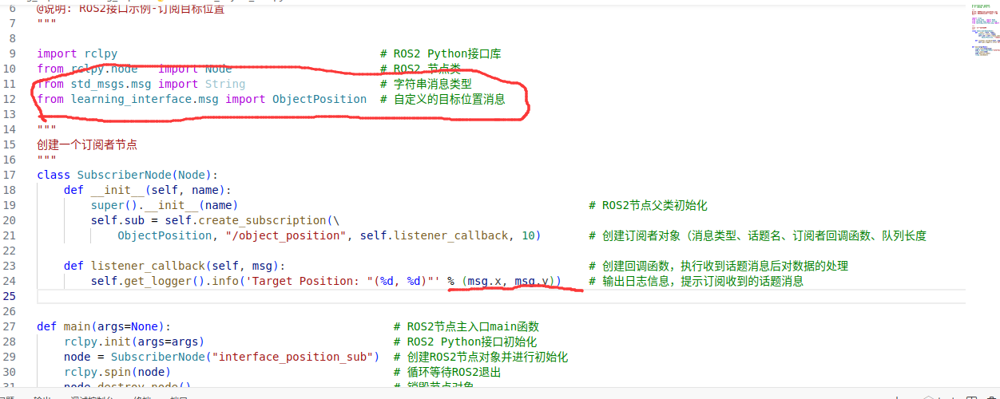 6 @说明: ROS2接口示例-订阅目标位置
7 """
8
9 import rclpy # ROS2 Python接口库
10 from rclpy.node import Node # ROS2 节点类
11 from std_msgs.msg import String # 字符串消息类型
12 from learning_interface.msg import ObjectPosition # 自定义的目标位置消息
13
14 """
15 创建一个订阅者节点
16 """
17 class SubscriberNode(Node):
18 def __init__(self, name):
19 super().__init__(name) # ROS2节点父类初始化
20 self.sub = self.create_subscription(\
21 ObjectPosition, "/object_position", self.listener_callback, 10) # 创建订阅者对象（消息类型、话题名、订阅者回调函数、队列长度
22
23 def listener_callback(self, msg): # 创建回调函数，执行收到话题消息后对数据的处理
24 self.get_logger().info('Target Position: "(%d, %d)"' % (msg.x, msg.y)) # 输出日志信息，提示订阅收到的话题消息
25
26
27 def main(args=None): # ROS2节点主入口main函数
28 rclpy.init(args=args) # ROS2 Python接口初始化
29 node = SubscriberNode("interface_position_sub") # 创建ROS2节点对象并进行初始化
30 rclpy.spin(node) # 循环等待ROS2退出
31 node.destroy_node() # 销毁节点对象